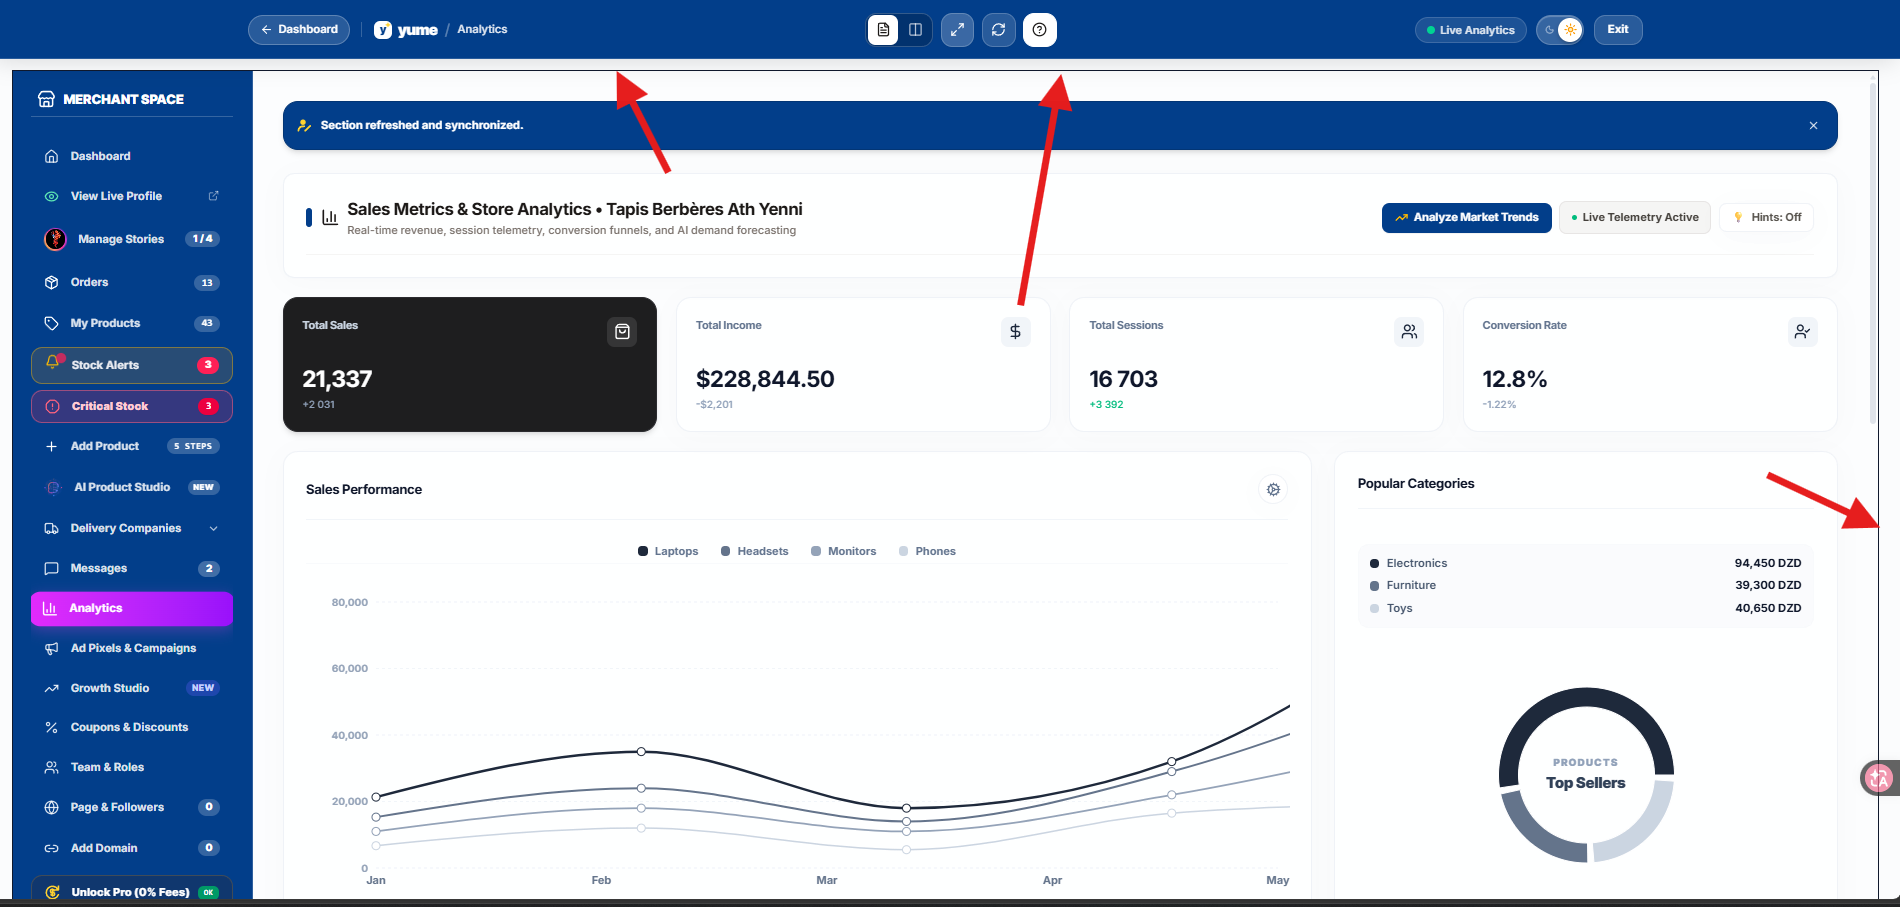 Dashboard
yume / Analytics
Live Analytics
Exit
MERCHANT SPACE
Dashboard
View Live Profile
Manage Stories 1 / 4
Orders 13
My Products 43
Stock Alerts 3
Critical Stock 3
Add Product 5 STEPS
AI Product Studio NEW
Delivery Companies
Messages 2
Analytics
Ad Pixels & Campaigns
Growth Studio NEW
Coupons & Discounts
Team & Roles
Page & Followers 0
Add Domain 0
Unlock Pro (0% Fees) OK
Section refreshed and synchronized.
Sales Metrics & Store Analytics • Tapis Berbères Ath Yenni
Real-time revenue, session telemetry, conversion funnels, and AI demand forecasting
Analyze Market Trends
Live Telemetry Active
Hints: Off
Total Sales
21,337
+2 031
Total Income
$228,844.50
-$2,201
Total Sessions
16 703
+3 392
Conversion Rate
12.8%
-1.22%
Sales Performance
Laptops Headsets Monitors Phones
80,000
60,000
40,000
20,000
0
Jan Feb Mar Apr May
Popular Categories
Electronics 94,450 DZD
Furniture 39,300 DZD
Toys 40,650 DZD
PRODUCTS
Top Sellers